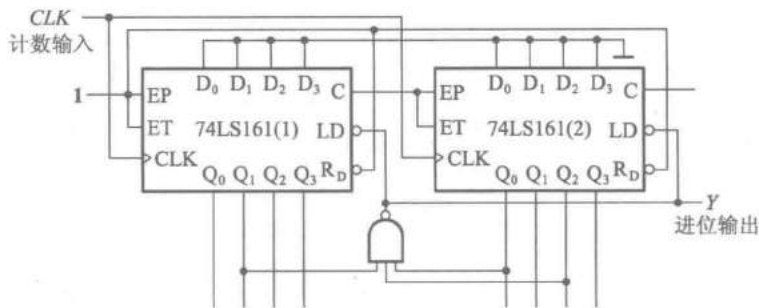 CLK
计数输入
D₀ D₁ D₂ D₃
D₀ D₁ D₂ D₃
1
EP
C
EP
C
ET
74LS161(1)
LD
ET
74LS161(2)
LD
CLK
CLK
Q₀ Q₁ Q₂ Q₃ R_D
Q₀ Q₁ Q₂ Q₃ R_D
Y
进位输出